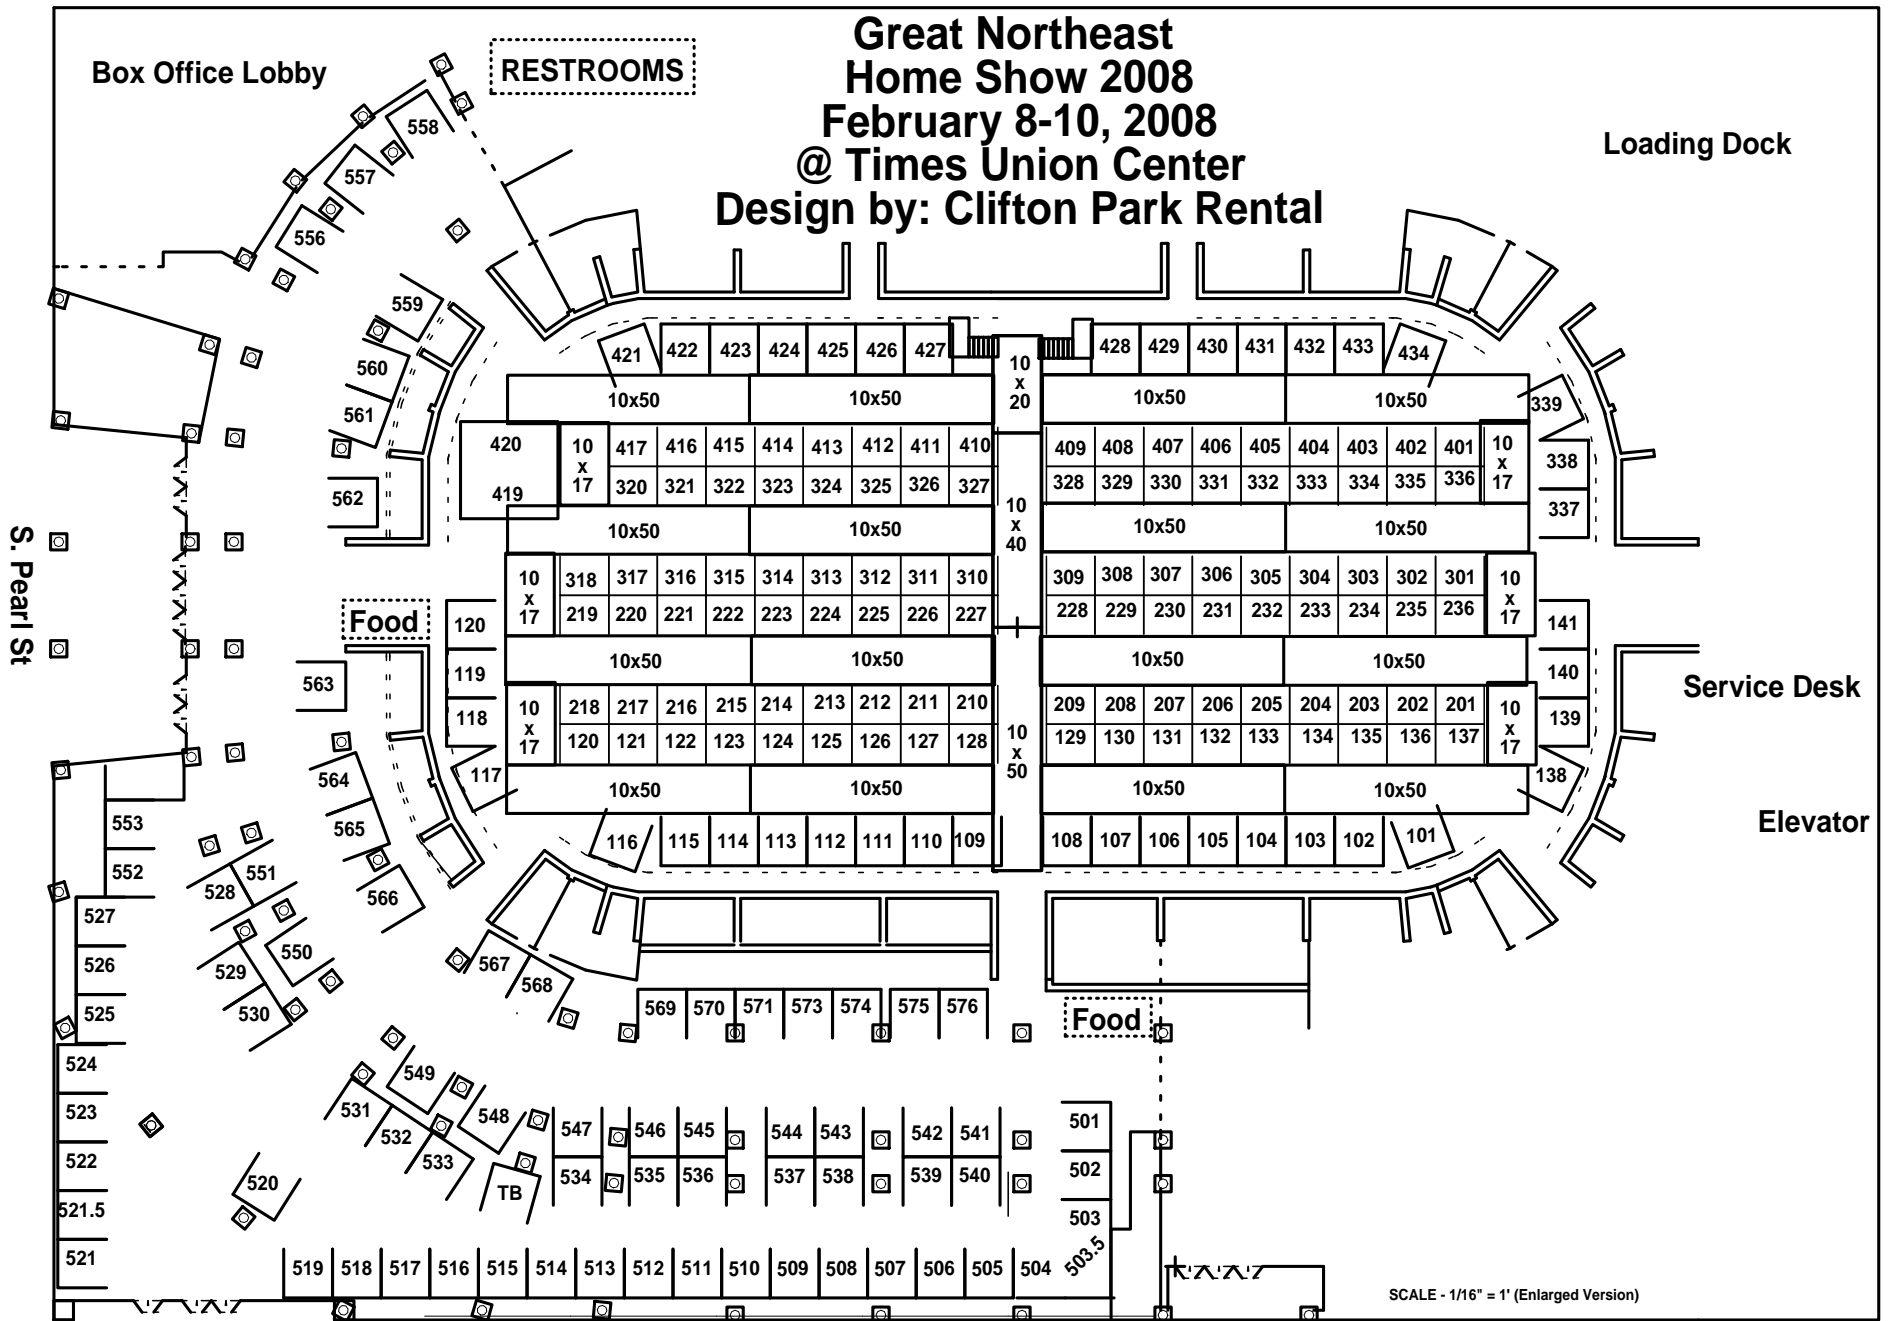 Great Northeast
Home Show 2008
February 8-10, 2008
@ Times Union Center
Design by: Clifton Park Rental
Box Office Lobby
RESTROOMS
Loading Dock
558
557
556
559
560
561
562
S. Pearl St
Food
563
564
565
566
421 422 423 424 425 426 427
10 x 20
428 429 430 431 432 433 434
10x50 10x50 10x50 10x50
339
338
337
420
419
10 x 17
417 416 415 414 413 412 411 410
409 408 407 406 405 404 403 402 401
10 x 17
320 321 322 323 324 325 326 327
328 329 330 331 332 333 334 335 336
10 x 40
10x50 10x50 10x50 10x50
10 x 17
318 317 316 315 314 313 312 311 310
309 308 307 306 305 304 303 302 301
10 x 17
219 220 221 222 223 224 225 226 227
228 229 230 231 232 233 234 235 236
120
119
118
117
141
140
139
138
10x50 10x50 10x50 10x50
10 x 17
218 217 216 215 214 213 212 211 210
209 208 207 206 205 204 203 202 201
10 x 17
120 121 122 123 124 125 126 127 128
129 130 131 132 133 134 135 136 137
10 x 50
10x50 10x50 10x50 10x50
116 115 114 113 112 111 110 109
108 107 106 105 104 103 102 101
Service Desk
Elevator
553
552
551
528
527
526
525
550
529
530
567
568
569 570 571 573 574 575 576
Food
524
523
522
521.5
521
520
549
548
531
532
533
TB
547 546 545 544 543 542 541
534 535 536 537 538 539 540
501
502
503
503.5
519 518 517 516 515 514 513 512 511 510 509 508 507 506 505 504
SCALE - 1/16" = 1' (Enlarged Version)